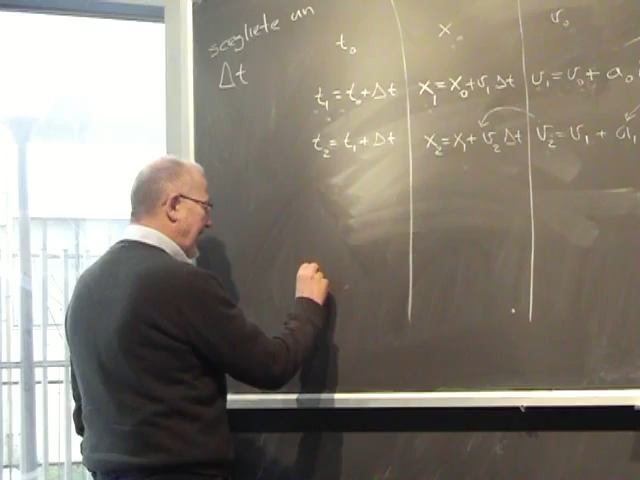 scegliete un
Δt
t₀ x₀ v₀
t₁ = t₀ + Δt x₁ = x₀ + v₁ Δt v₁ = v₀ + a₀
t₂ = t₁ + Δt x₂ = x₁ + v₂ Δt v₂ = v₁ + a₁